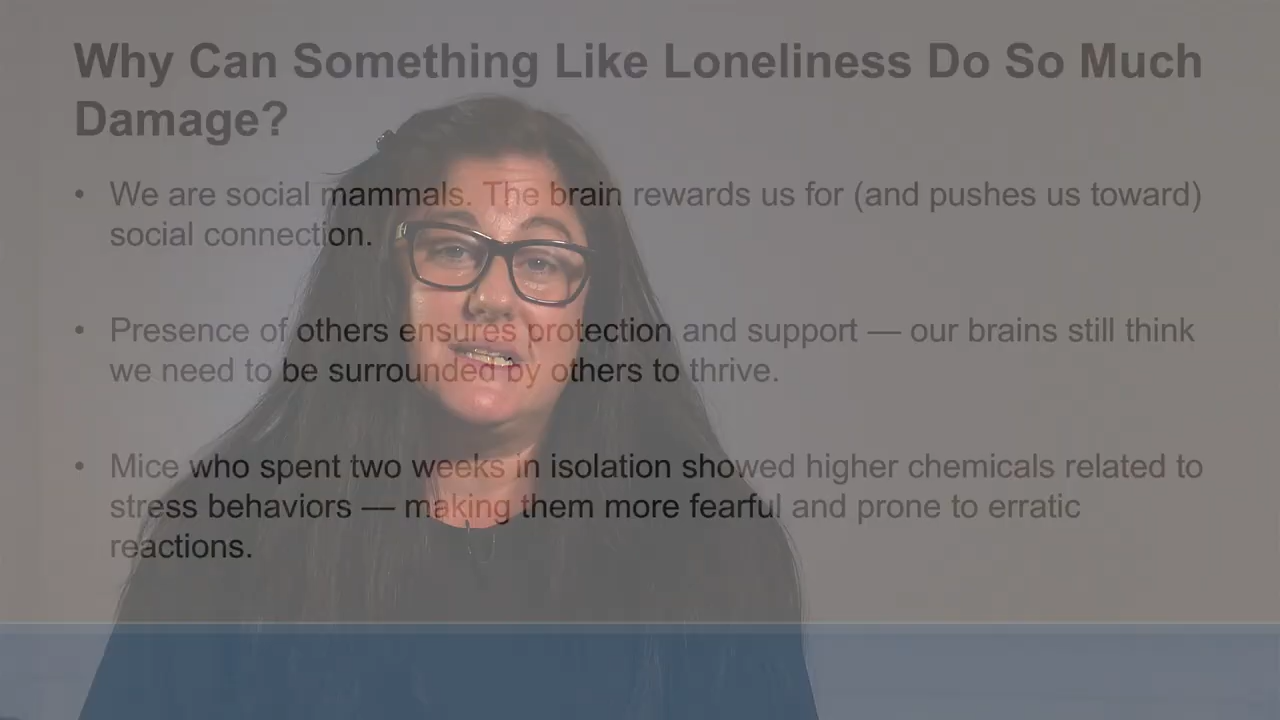 Why Can Something Like Loneliness Do So Much
Damage?
• We are social mammals. The brain rewards us for (and pushes us toward)
social connection.
• Presence of others ensures protection and support — our brains still think
we need to be surrounded by others to thrive.
• Mice who spent two weeks in isolation showed higher chemicals related to
stress behaviors — making them more fearful and prone to erratic
reactions.